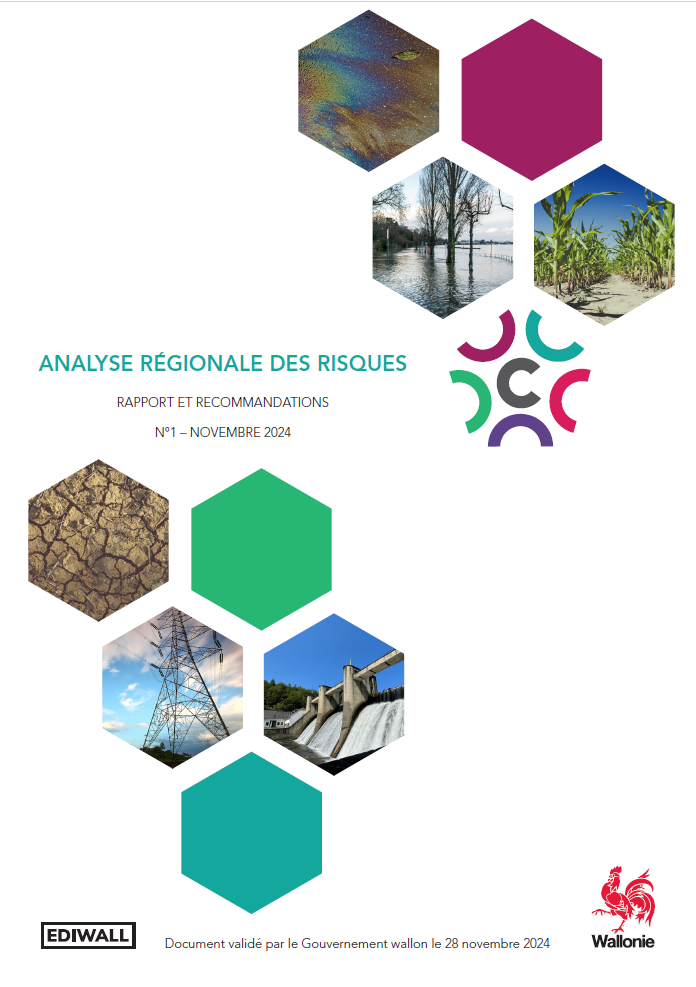 ANALYSE RÉGIONALE DES RISQUES
RAPPORT ET RECOMMANDATIONS
N°1 – NOVEMBRE 2024
C
EDIWALL
Document validé par le Gouvernement wallon le 28 novembre 2024
Wallonie